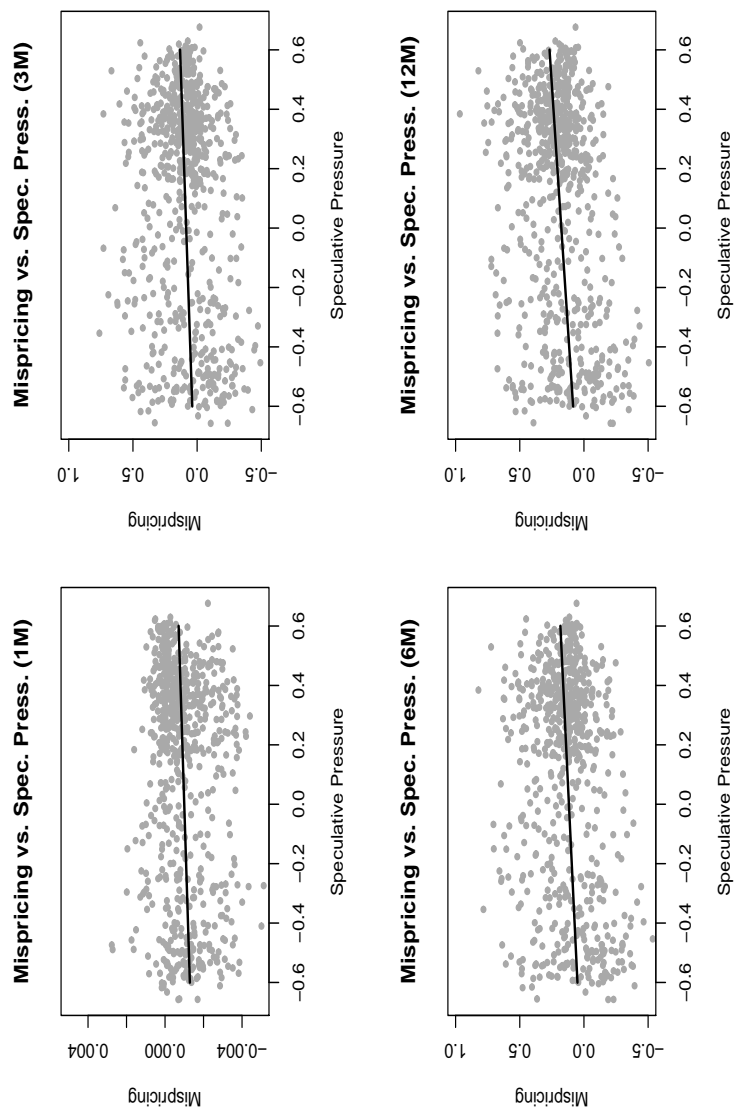 Mispricing vs. Spec. Press. (1M)
Mispricing
0.004
0.000
−0.004
−0.6 −0.4 −0.2 0.0 0.2 0.4 0.6
Speculative Pressure
Mispricing vs. Spec. Press. (3M)
Mispricing
1.0
0.5
0.0
−0.5
−0.6 −0.4 −0.2 0.0 0.2 0.4 0.6
Speculative Pressure
Mispricing vs. Spec. Press. (6M)
Mispricing
1.0
0.5
0.0
−0.5
−0.6 −0.4 −0.2 0.0 0.2 0.4 0.6
Speculative Pressure
Mispricing vs. Spec. Press. (12M)
Mispricing
1.0
0.5
0.0
−0.5
−0.6 −0.4 −0.2 0.0 0.2 0.4 0.6
Speculative Pressure